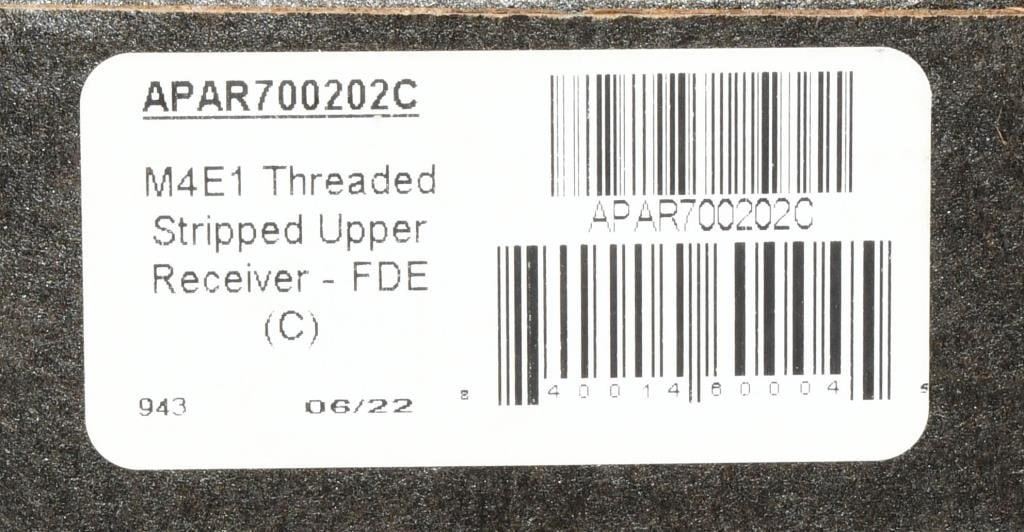 APAR700202C
M4E1 Threaded
Stripped Upper
Receiver - FDE
(C)
943 06/22
APAR700202C
8 40014 60004 5